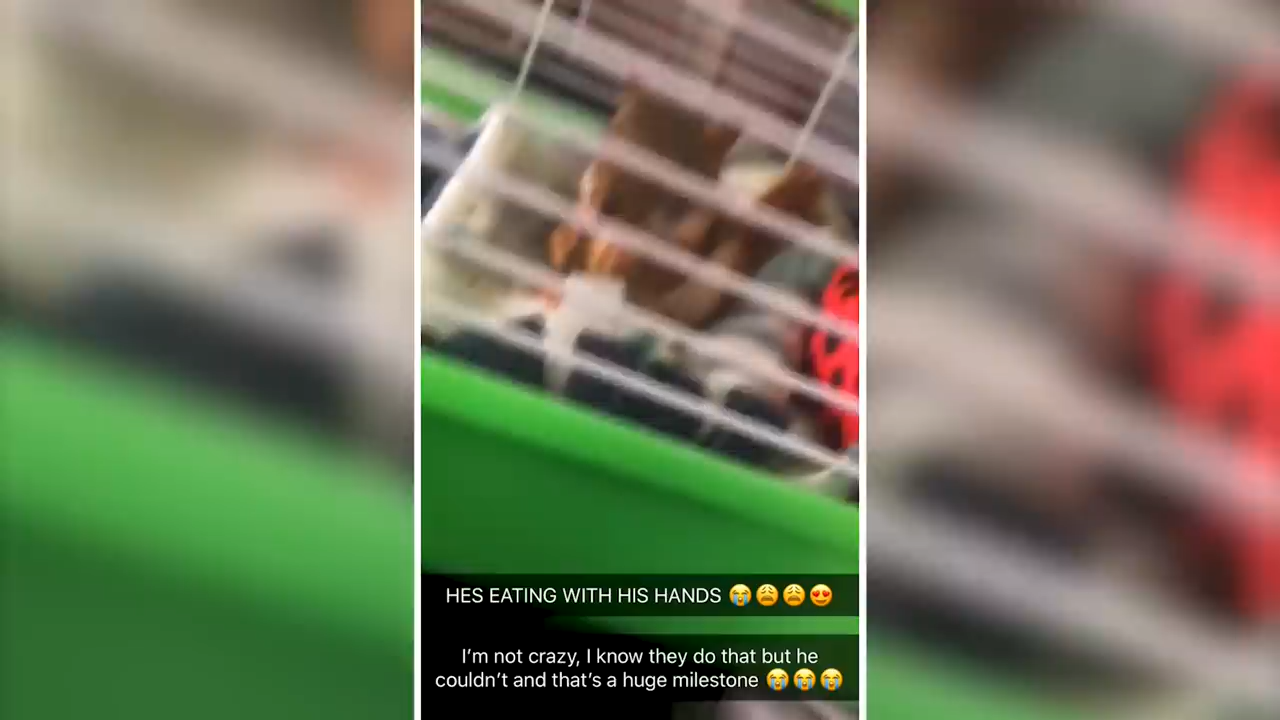 HES EATING WITH HIS HANDS 😭😩😩😍
I'm not crazy, I know they do that but he
couldn't and that's a huge milestone 😭😭😭